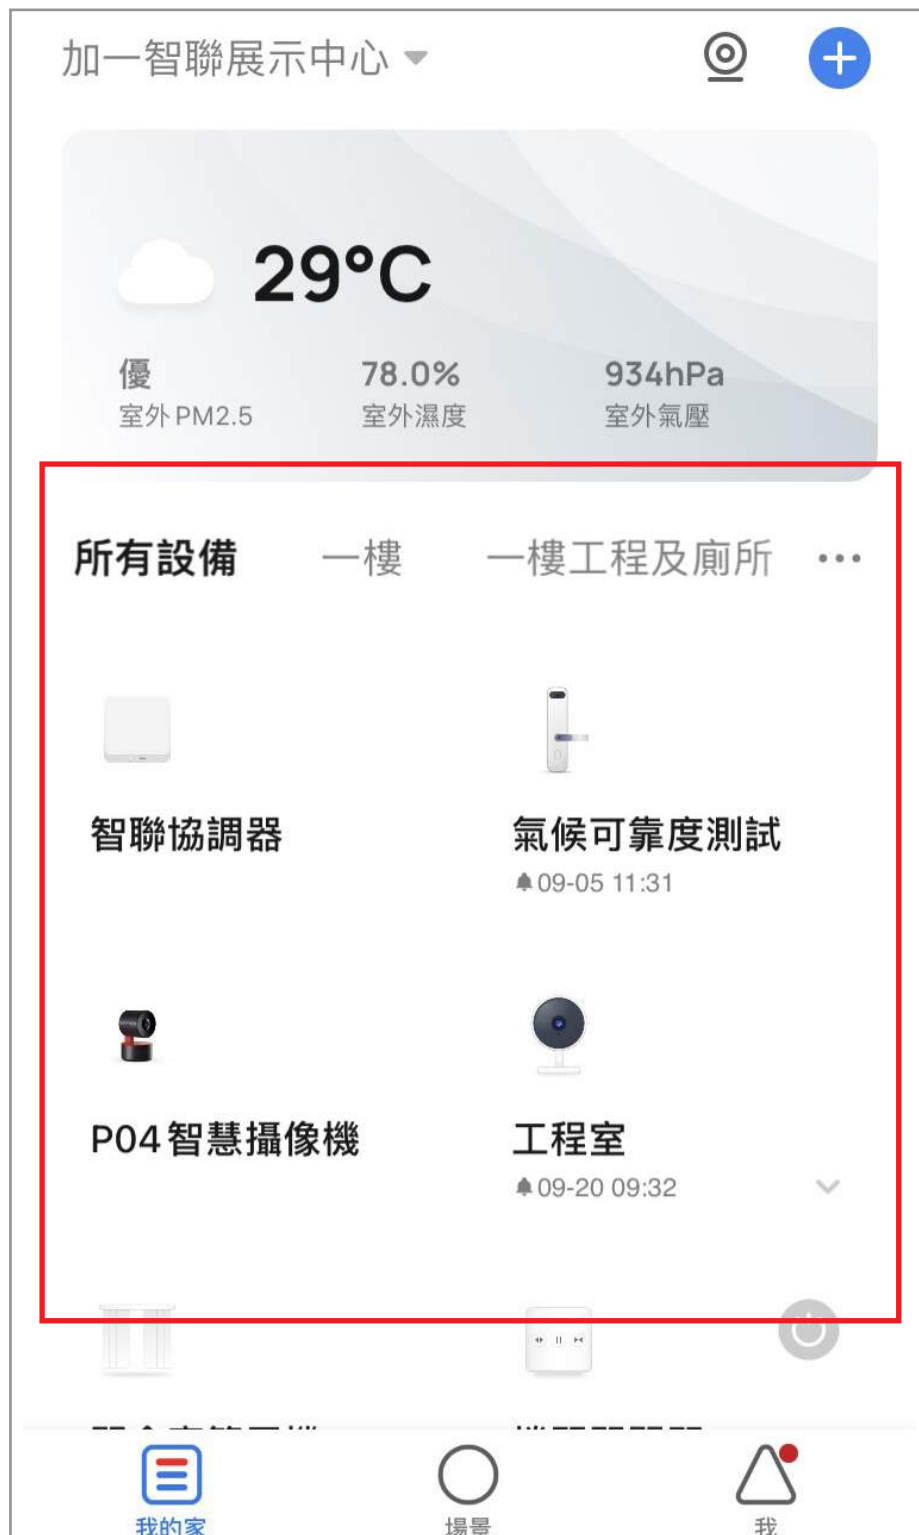 加一智聯展示中心
29°C
優 78.0% 934hPa
室外PM2.5 室外濕度 室外氣壓
所有設備 一樓 一樓工程及廁所
智聯協調器 氣候可靠度測試
09-05 11:31
P04智慧攝像機 工程室
09-20 09:32
我的家 場景 我